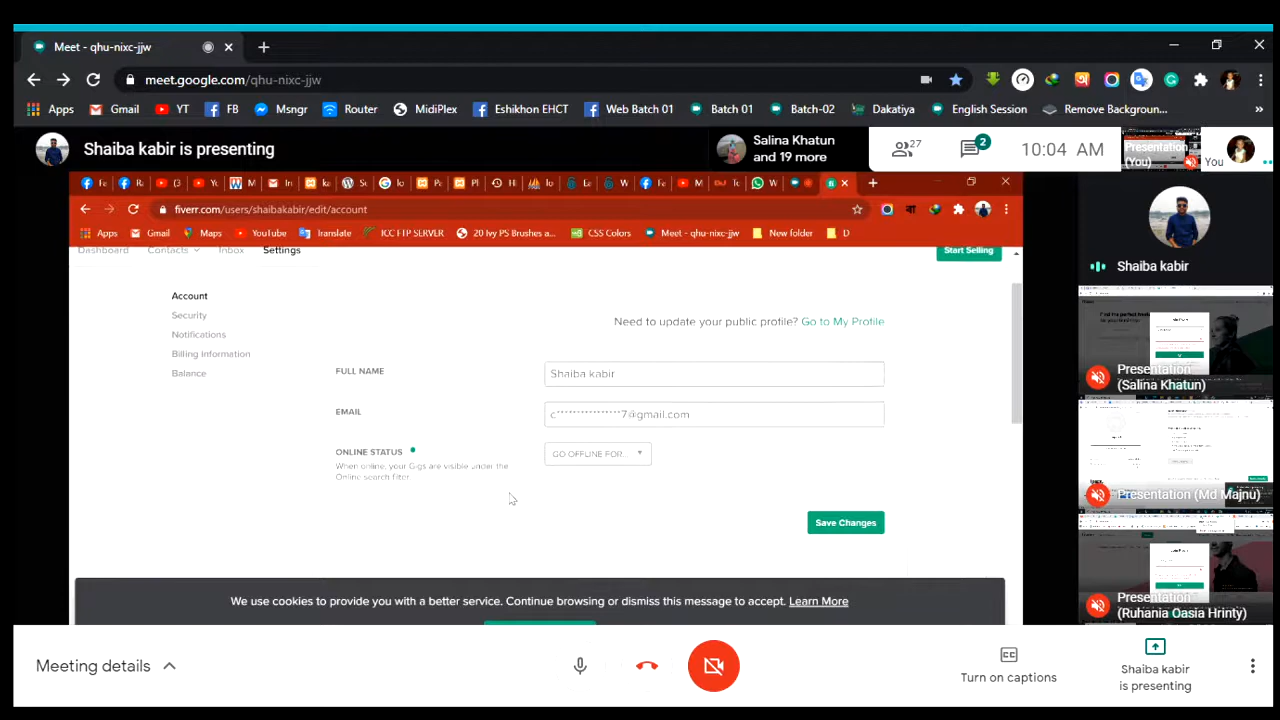 Meet - qhu-nixc-jjw
meet.google.com/qhu-nixc-jjw
Apps Gmail YT FB Msngr Router MidiPlex Eshikhon EHCT Web Batch 01 Batch 01 Batch-02 Dakatiya English Session Remove Backgroun... »
Shaiba kabir is presenting
Salina Khatun
and 19 more
27
2
10:04 AM
Presentation
(You)
You
fiverr.com/users/shaibakabir/edit/account
Apps Gmail Maps YouTube Translate ICC FTP SERVER 20 Ivy PS Brushes a... CSS Colors Meet - qhu-nixc-jjw New folder D
Dashboard Contacts Inbox Settings
Start Selling
Account
Security
Notifications
Billing Information
Balance
Need to update your public profile? Go to My Profile
FULL NAME
Shaiba kabir
EMAIL
c***************7@gmail.com
ONLINE STATUS
When online, your Gigs are visible under the
Online search filter.
GO OFFLINE FOR...
Save Changes
We use cookies to provide you with a bett
browsing or dismiss this message to accept. Learn More
Shaiba kabir
Presentation
(Salina Khatun)
Presentation (Md Majnu)
Presentation
(Ruhania Oasia Hrinty)
Meeting details
CC
Turn on captions
Shaiba kabir
is presenting